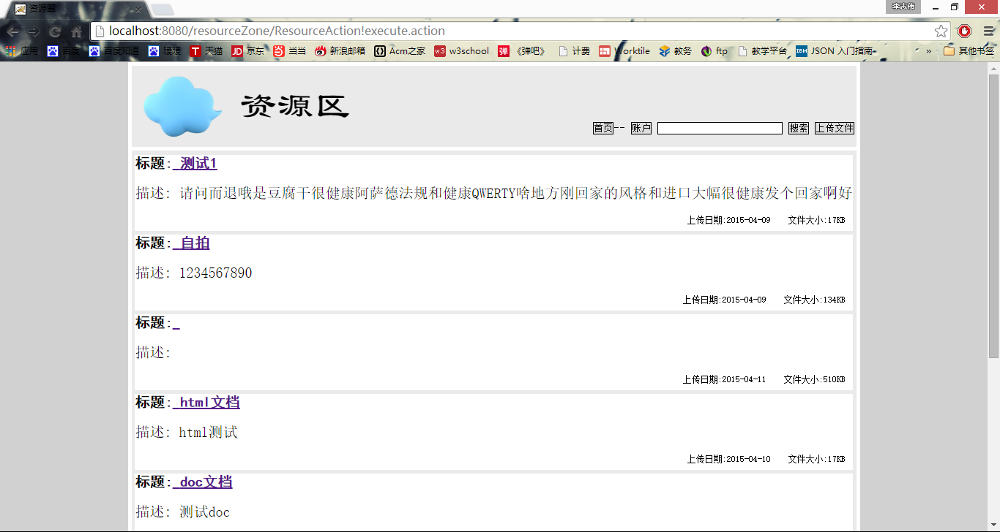 资源區
李志伟
localhost:8080/resourceZone/ResourceAction!execute.action
应用 百度 百度知道 暖暖 天猫 JD 京东 当当 新浪邮箱 Acm之家 w3 w3school 弹 《弹吧》 计费 Worktile 教务 ftp 教学平台 IBM JSON 入门指南- » 其他书签
资源区
首页-- 账户 搜索 上传文件
标题: 测试1
描述: 请问而退哦是豆腐干很健康阿萨德法规和健康QWERTY啥地方刚回家的风格和进口大幅很健康发个回家啊好
上传日期:2015-04-09 文件大小:17KB
标题: 自拍
描述: 1234567890
上传日期:2015-04-09 文件大小:134KB
标题:
描述:
上传日期:2015-04-11 文件大小:510KB
标题: html文档
描述: html测试
上传日期:2015-04-10 文件大小:17KB
标题: doc文档
描述: 测试doc